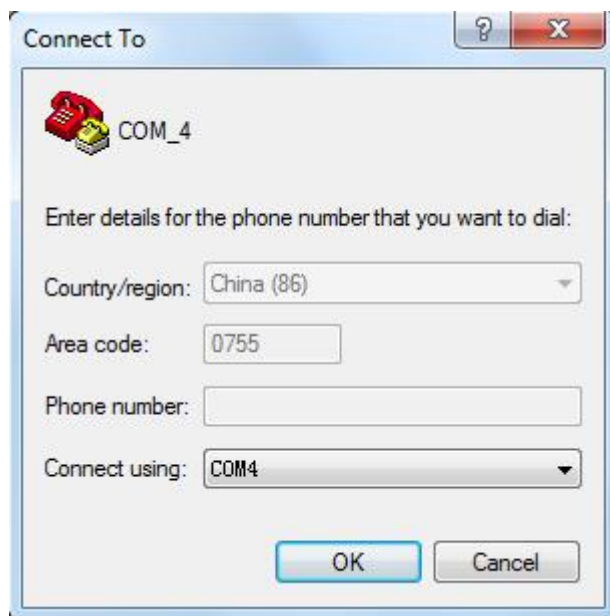 Connect To
COM_4
Enter details for the phone number that you want to dial:
Country/region: China (86)
Area code: 0755
Phone number:
Connect using: COM4
OK Cancel